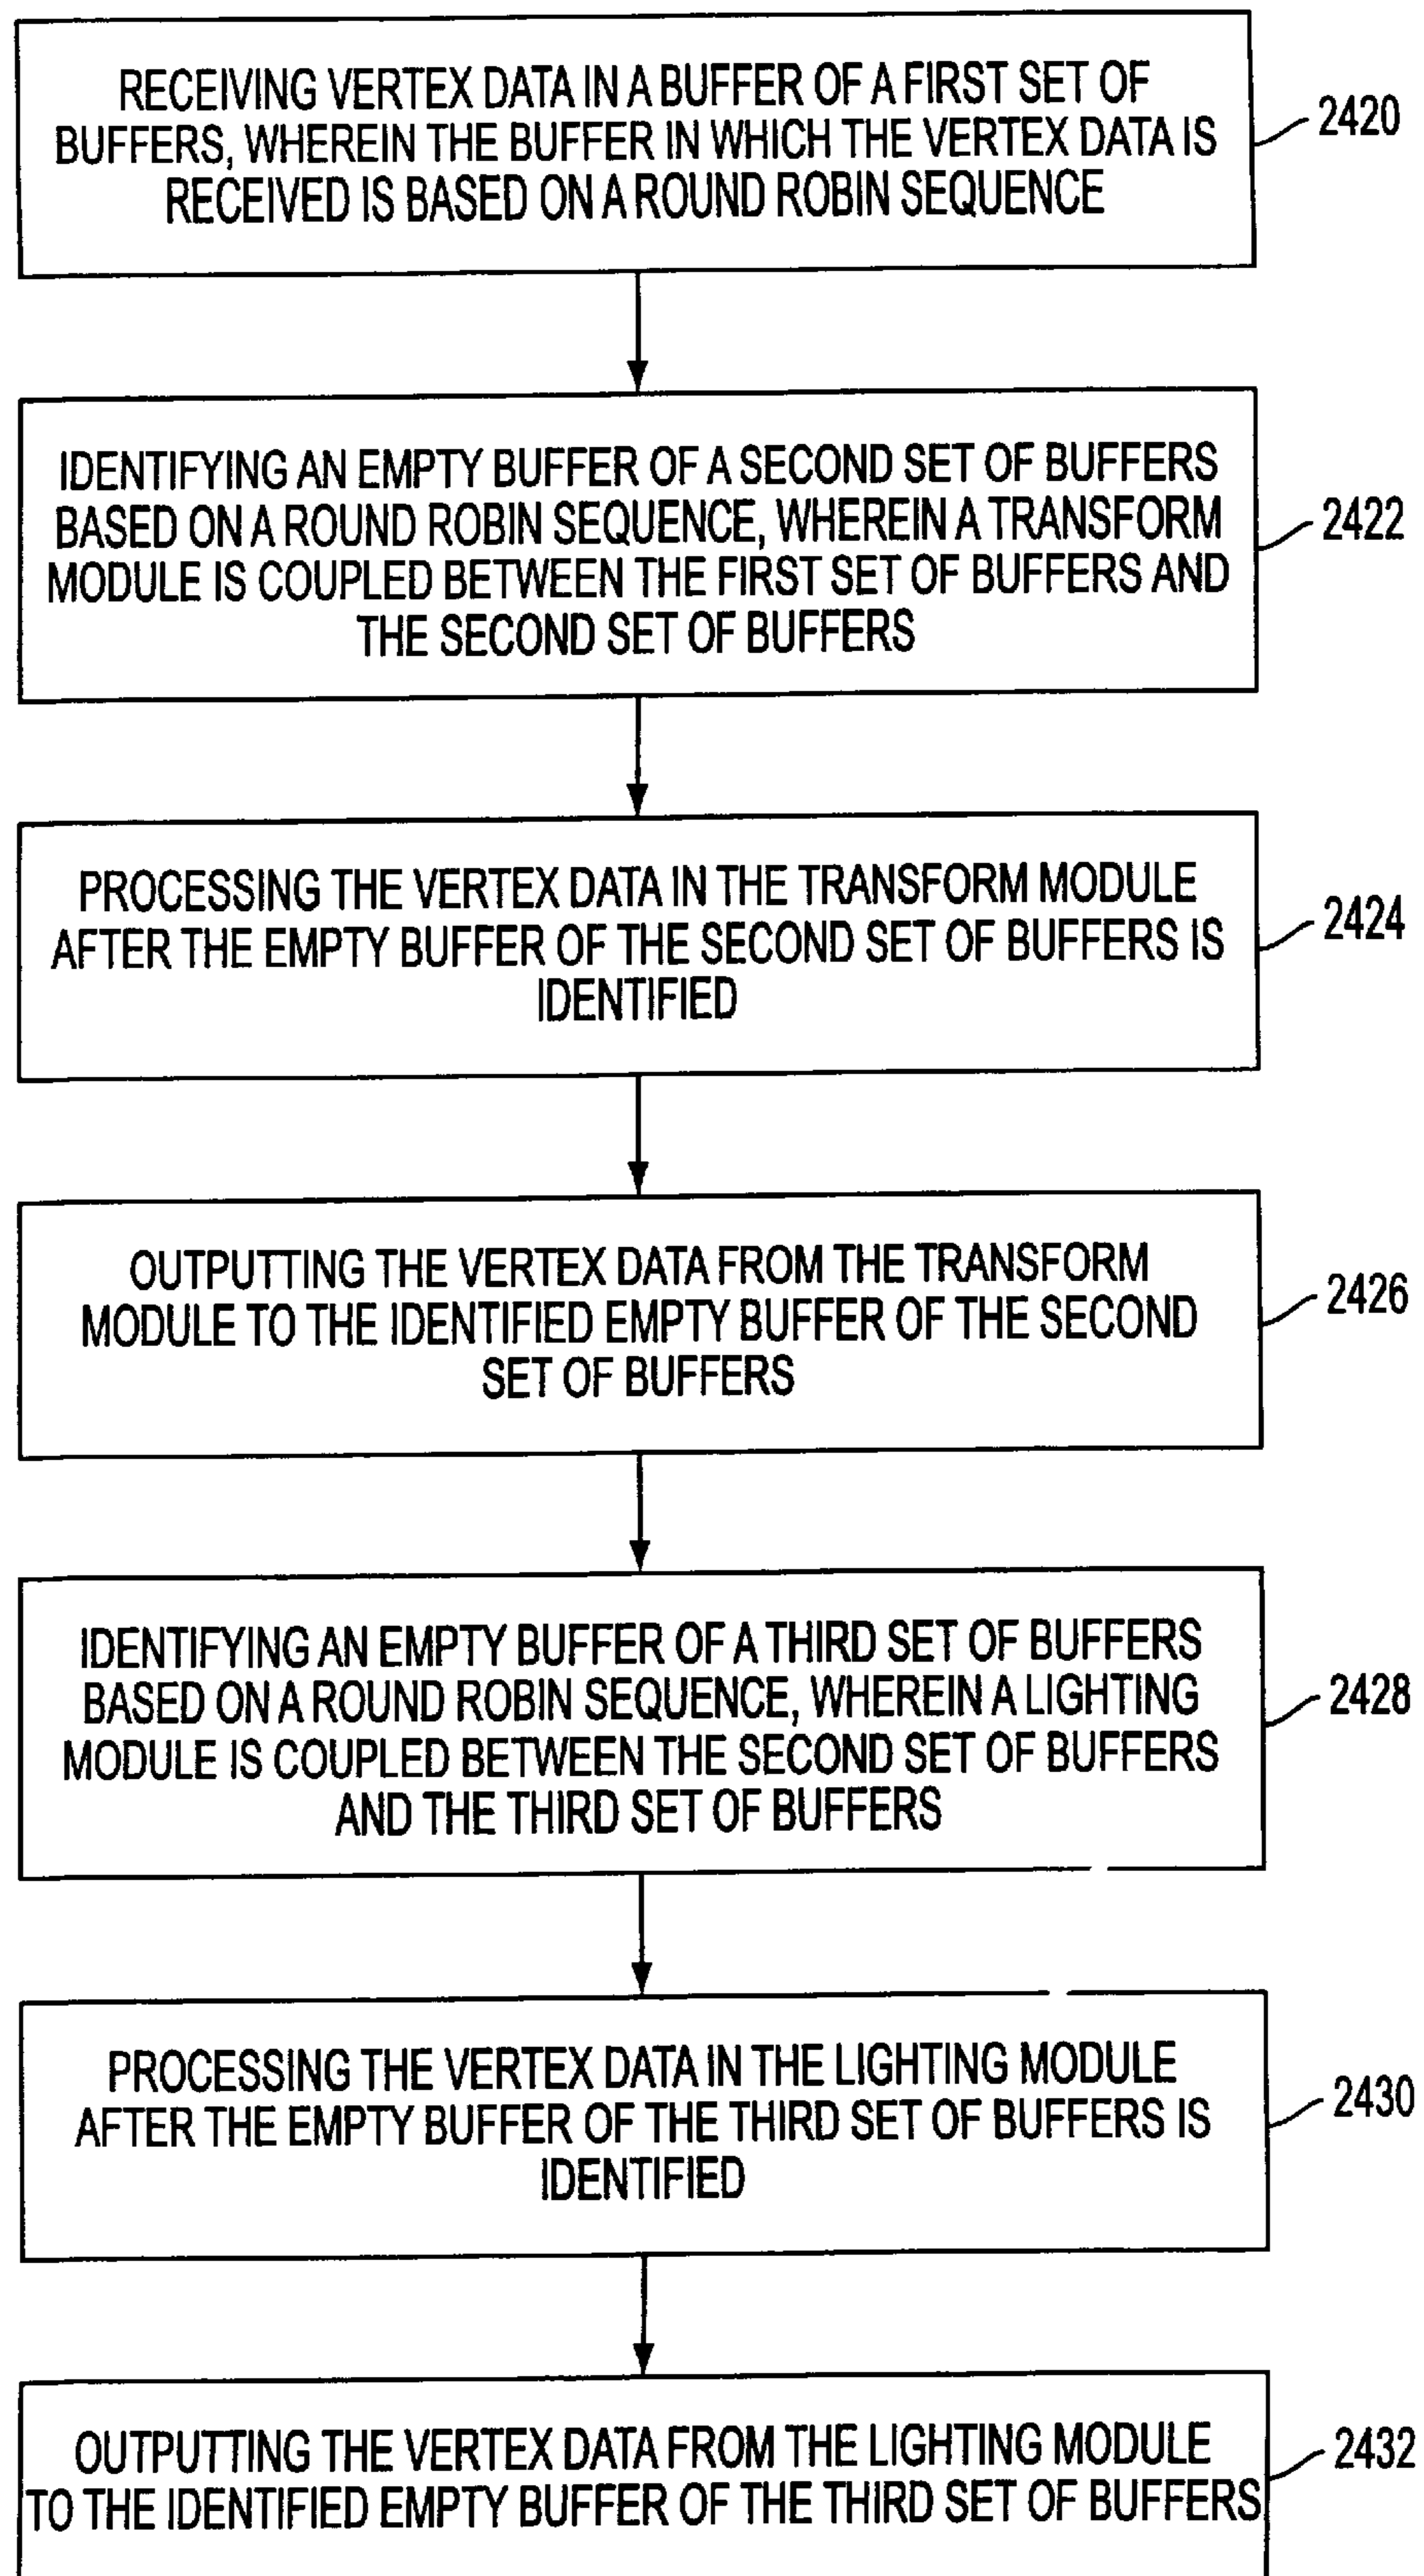 RECEIVING VERTEX DATA IN A BUFFER OF A FIRST SET OF
BUFFERS, WHEREIN THE BUFFER IN WHICH THE VERTEX DATA IS
RECEIVED IS BASED ON A ROUND ROBIN SEQUENCE
2420
IDENTIFYING AN EMPTY BUFFER OF A SECOND SET OF BUFFERS
BASED ON A ROUND ROBIN SEQUENCE, WHEREIN A TRANSFORM
MODULE IS COUPLED BETWEEN THE FIRST SET OF BUFFERS AND
THE SECOND SET OF BUFFERS
2422
PROCESSING THE VERTEX DATA IN THE TRANSFORM MODULE
AFTER THE EMPTY BUFFER OF THE SECOND SET OF BUFFERS IS
IDENTIFIED
2424
OUTPUTTING THE VERTEX DATA FROM THE TRANSFORM
MODULE TO THE IDENTIFIED EMPTY BUFFER OF THE SECOND
SET OF BUFFERS
2426
IDENTIFYING AN EMPTY BUFFER OF A THIRD SET OF BUFFERS
BASED ON A ROUND ROBIN SEQUENCE, WHEREIN A LIGHTING
MODULE IS COUPLED BETWEEN THE SECOND SET OF BUFFERS
AND THE THIRD SET OF BUFFERS
2428
PROCESSING THE VERTEX DATA IN THE LIGHTING MODULE
AFTER THE EMPTY BUFFER OF THE THIRD SET OF BUFFERS IS
IDENTIFIED
2430
OUTPUTTING THE VERTEX DATA FROM THE LIGHTING MODULE
TO THE IDENTIFIED EMPTY BUFFER OF THE THIRD SET OF BUFFERS
2432